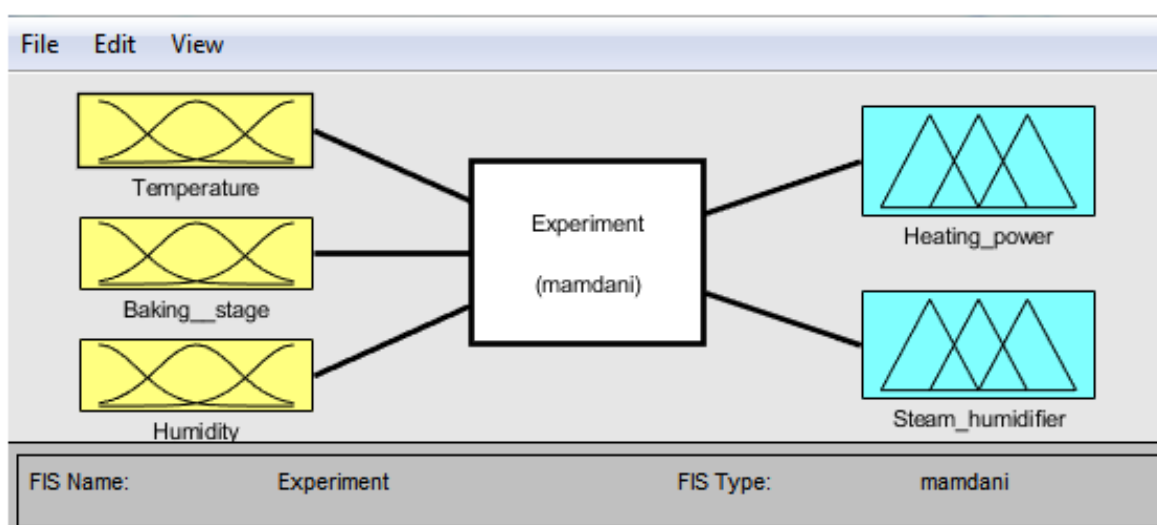 File Edit View
Temperature
Baking__stage
Humidity
Experiment
(mamdani)
Heating_power
Steam_humidifier
FIS Name: Experiment FIS Type: mamdani